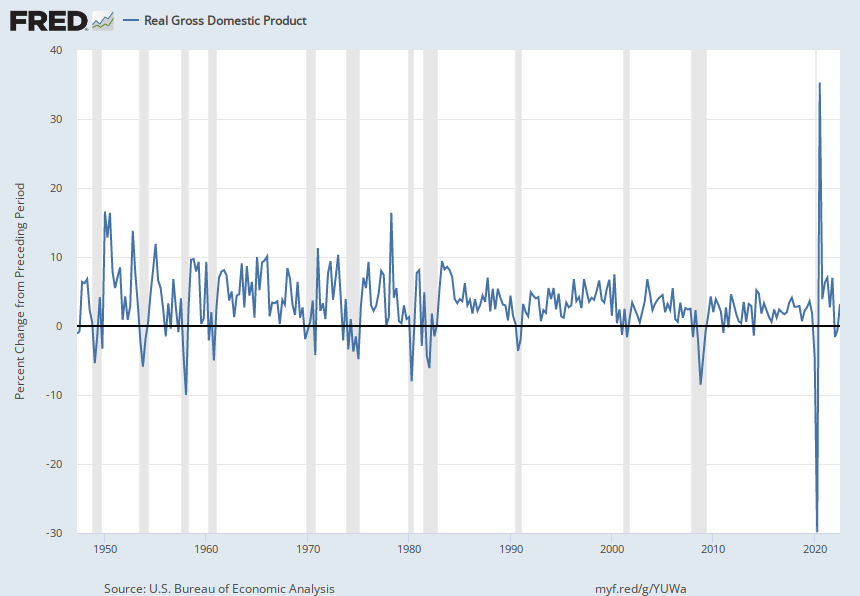 FRED
Real Gross Domestic Product
Percent Change from Preceding Period
40
30
20
10
0
-10
-20
-30
1950 1960 1970 1980 1990 2000 2010 2020
Source: U.S. Bureau of Economic Analysis
myf.red/g/YUWa